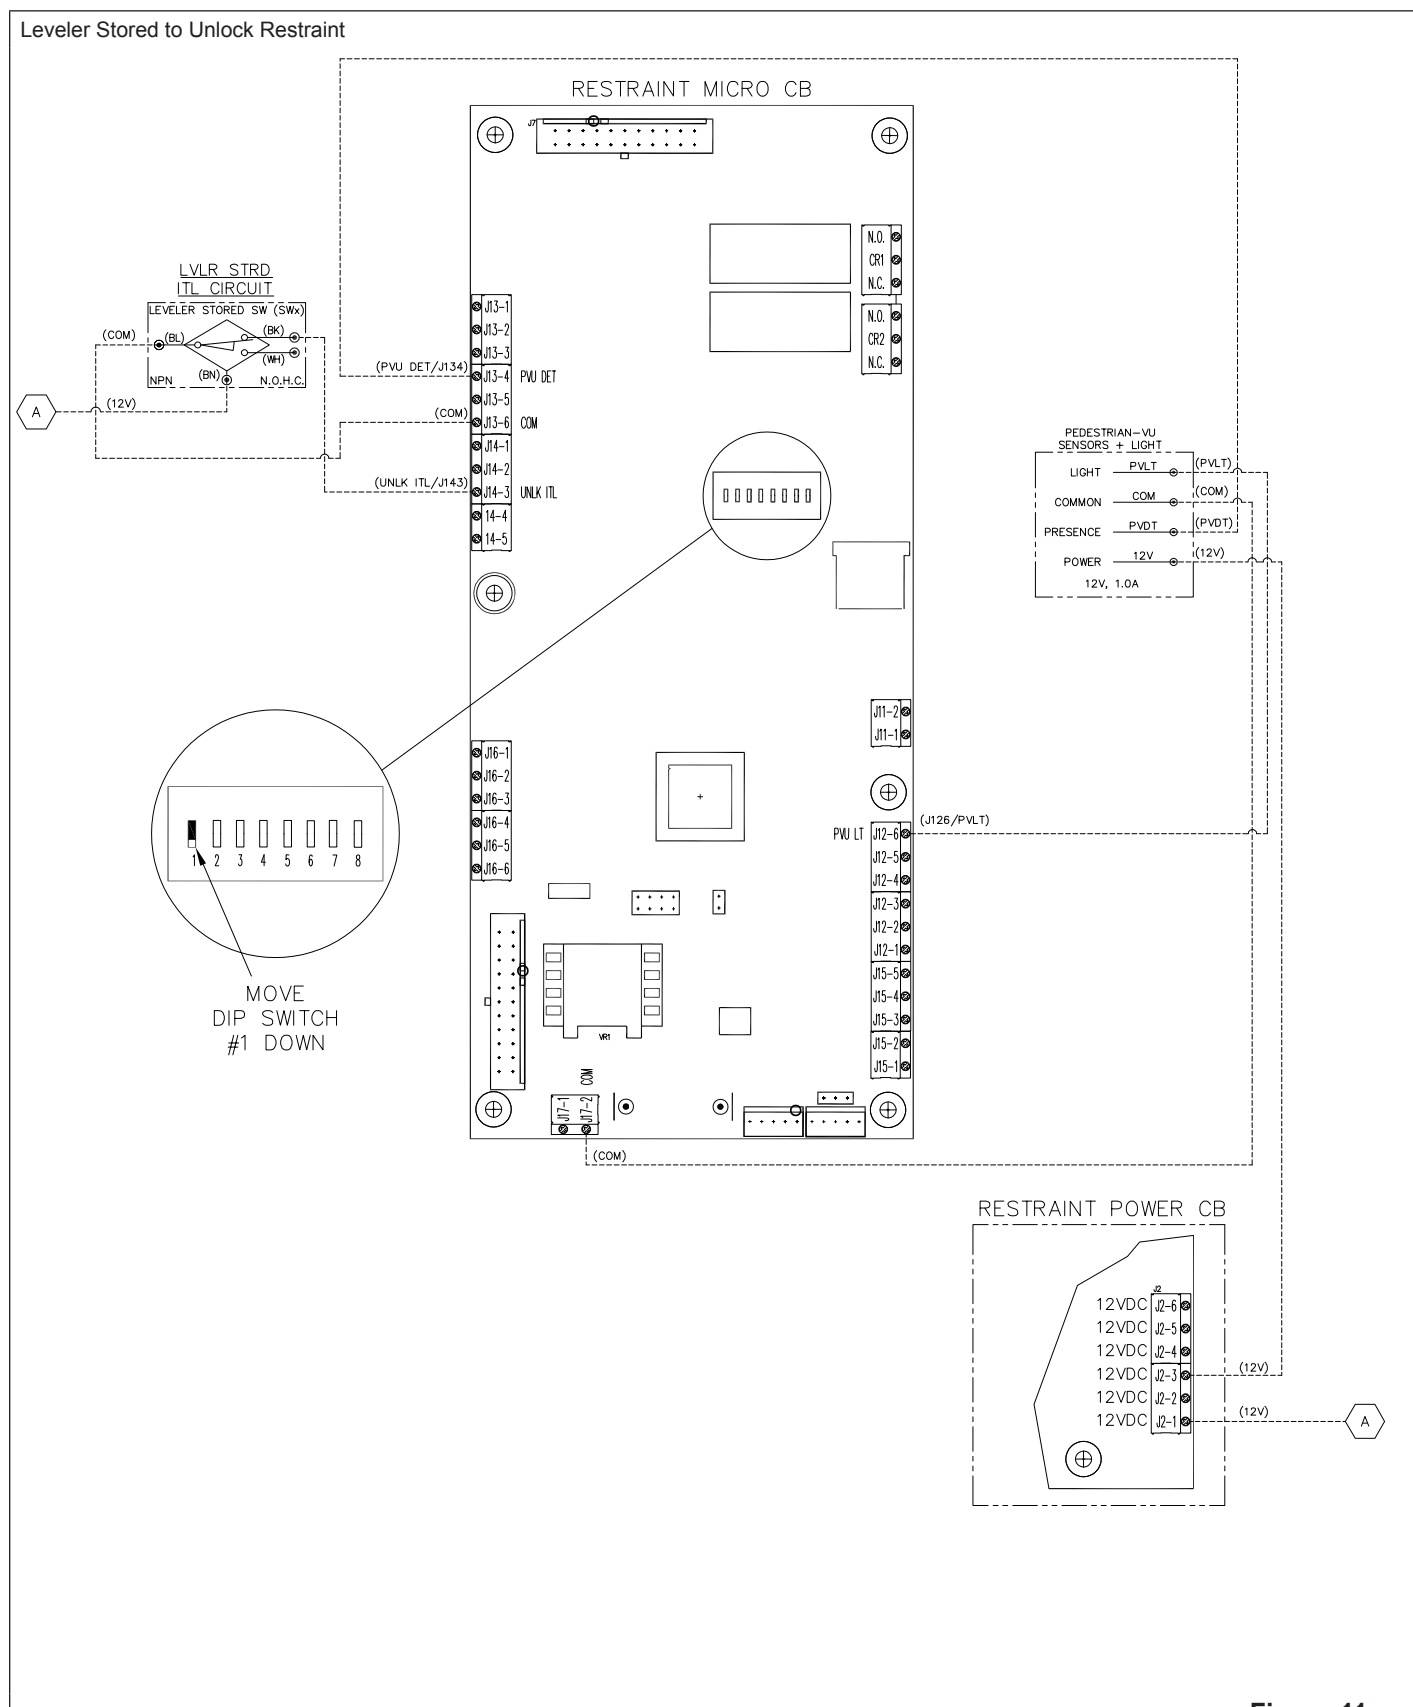 Leveler Stored to Unlock Restraint
RESTRAINT MICRO CB
J7
N.O.
CR1
N.C.
N.O.
CR2
N.C.
LVLR STRD
ITL CIRCUIT
LEVELER STORED SW (SWx)
(COM)
(BL)
(BK)
(WH)
(BN)
NPN
N.O.H.C.
A
(12V)
J13-1
J13-2
J13-3
(PVU DET/J134)
J13-4
PVU DET
J13-5
(COM)
J13-6
COM
J14-1
J14-2
(UNLK ITL/J143)
J14-3
UNLK ITL
14-4
14-5
PEDESTRIAN-VU
SENSORS + LIGHT
LIGHT
PVLT
(PVLT)
COMMON
COM
(COM)
PRESENCE
PVDT
(PVDT)
POWER
12V
(12V)
12V, 1.0A
J11-2
J11-1
J16-1
J16-2
J16-3
J16-4
J16-5
J16-6
1 2 3 4 5 6 7 8
MOVE
DIP SWITCH
#1 DOWN
PVU LT
J12-6
(J126/PVLT)
J12-5
J12-4
J12-3
J12-2
J12-1
J15-5
J15-4
J15-3
J15-2
J15-1
VR1
COM
J17-1
J17-2
(COM)
RESTRAINT POWER CB
J2
12VDC J2-6
12VDC J2-5
12VDC J2-4
12VDC J2-3
(12V)
12VDC J2-2
12VDC J2-1
(12V)
A